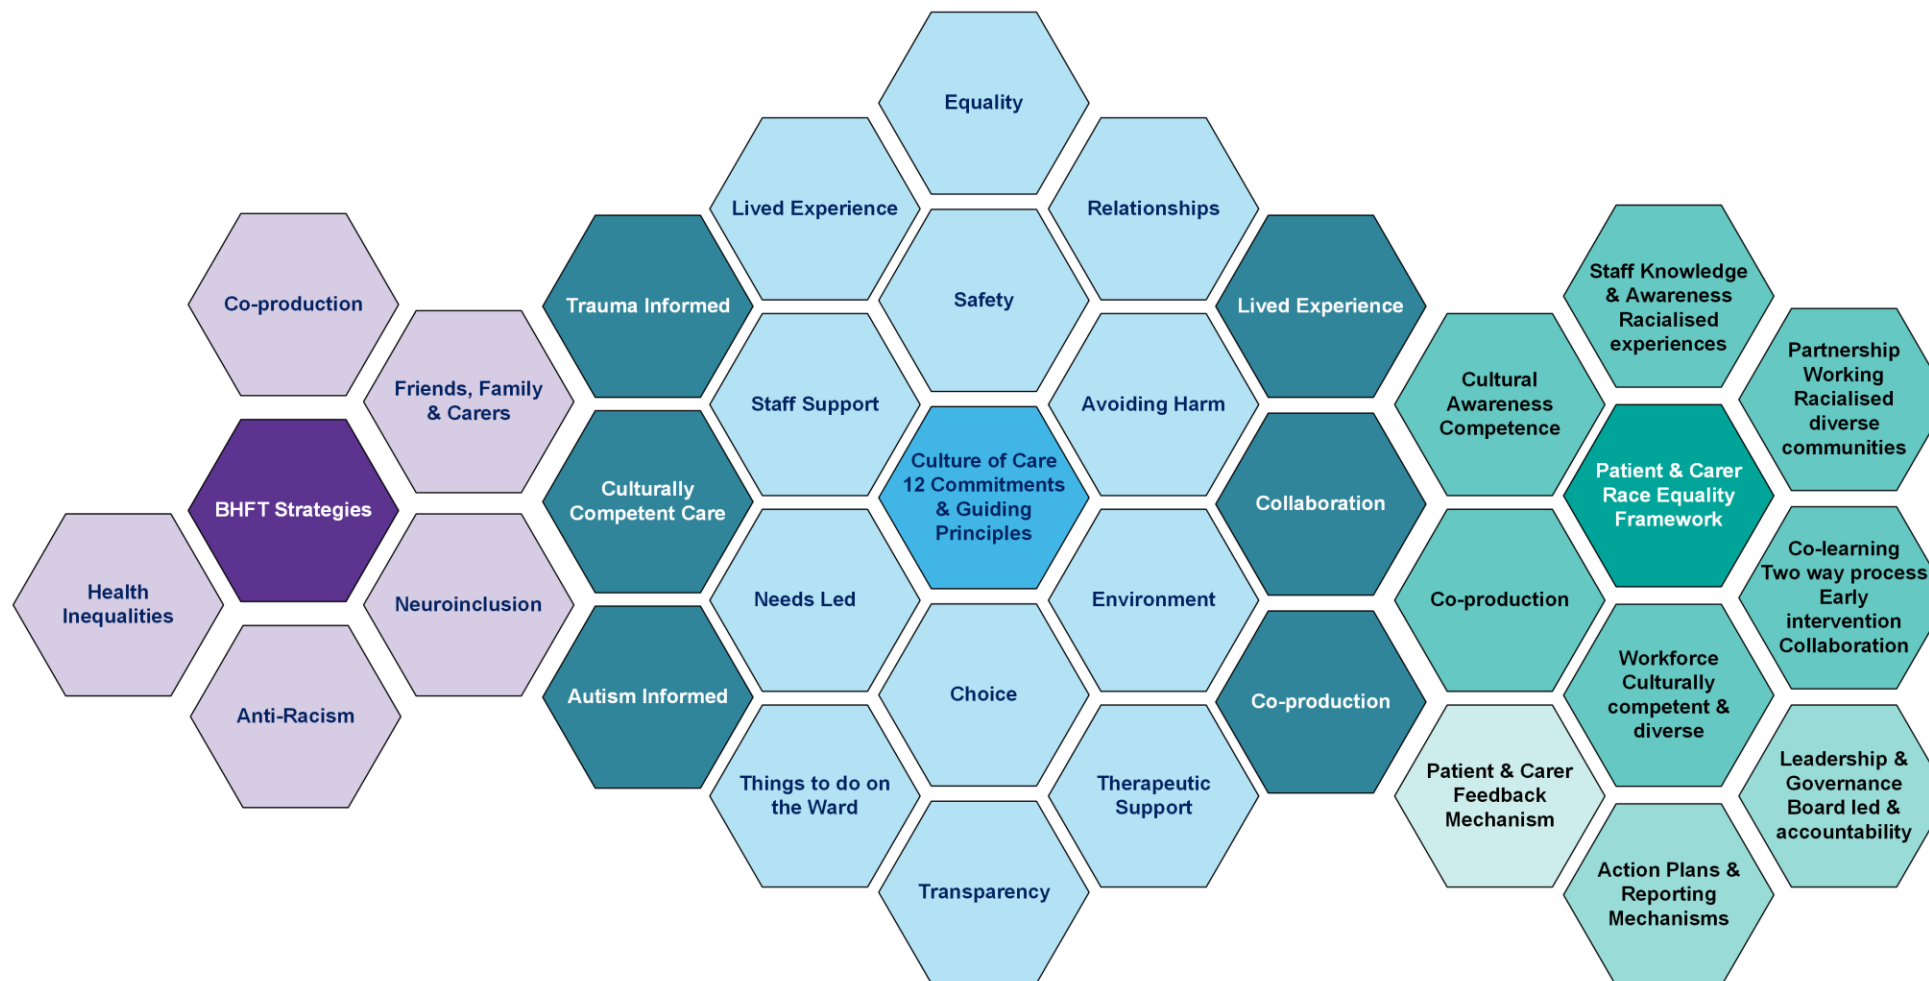 Equality
Lived Experience
Relationships
Safety
Co-production
Friends, Family
& Carers
BHFT Strategies
Health
Inequalities
Neuroinclusion
Anti-Racism
Trauma Informed
Culturally
Competent Care
Autism Informed
Staff Support
Avoiding Harm
Culture of Care
12 Commitments
& Guiding
Principles
Needs Led
Environment
Choice
Things to do on
the Ward
Therapeutic
Support
Transparency
Lived Experience
Collaboration
Co-production
Staff Knowledge
& Awareness
Racialised
experiences
Cultural
Awareness
Competence
Partnership
Working
Racialised
diverse
communities
Patient & Carer
Race Equality
Framework
Co-production
Co-learning
Two way process
Early
intervention
Collaboration
Workforce
Culturally
competent &
diverse
Patient & Carer
Feedback
Mechanism
Leadership &
Governance
Board led &
accountability
Action Plans &
Reporting
Mechanisms